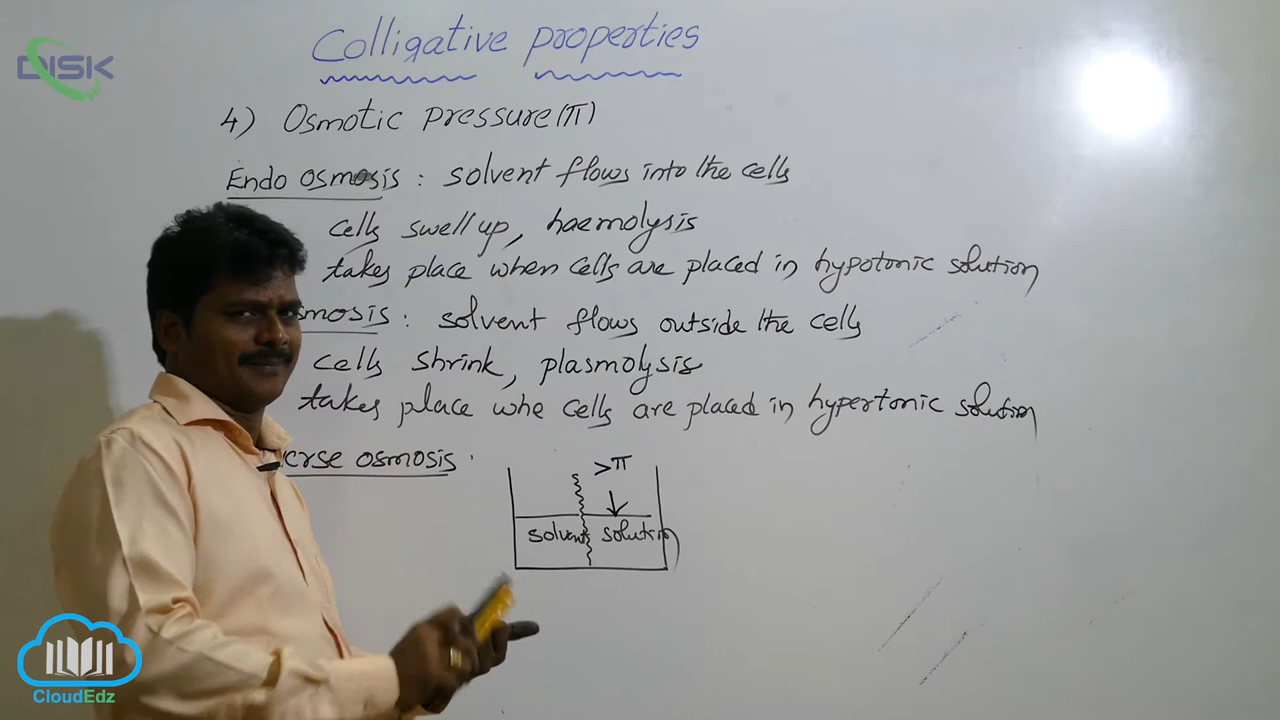 DISK
Colligative properties
4) Osmotic Pressure (π)
Endo osmosis : solvent flows into the cells
cells swell up, haemolysis
takes place when cells are placed in hypotonic solution
smosis : solvent flows outside the cells
cells shrink, plasmolysis
takes place whe cells are placed in hypertonic solution
erse osmosis :
>π
solvent solution
CloudEdz